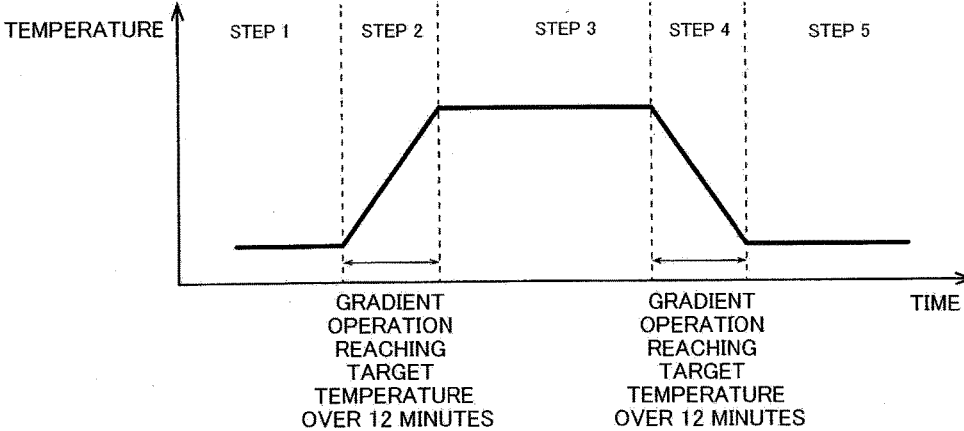 TEMPERATURE
STEP 1
STEP 2
STEP 3
STEP 4
STEP 5
GRADIENT
OPERATION
REACHING
TARGET
TEMPERATURE
OVER 12 MINUTES
GRADIENT
OPERATION
REACHING
TARGET
TEMPERATURE
OVER 12 MINUTES
TIME